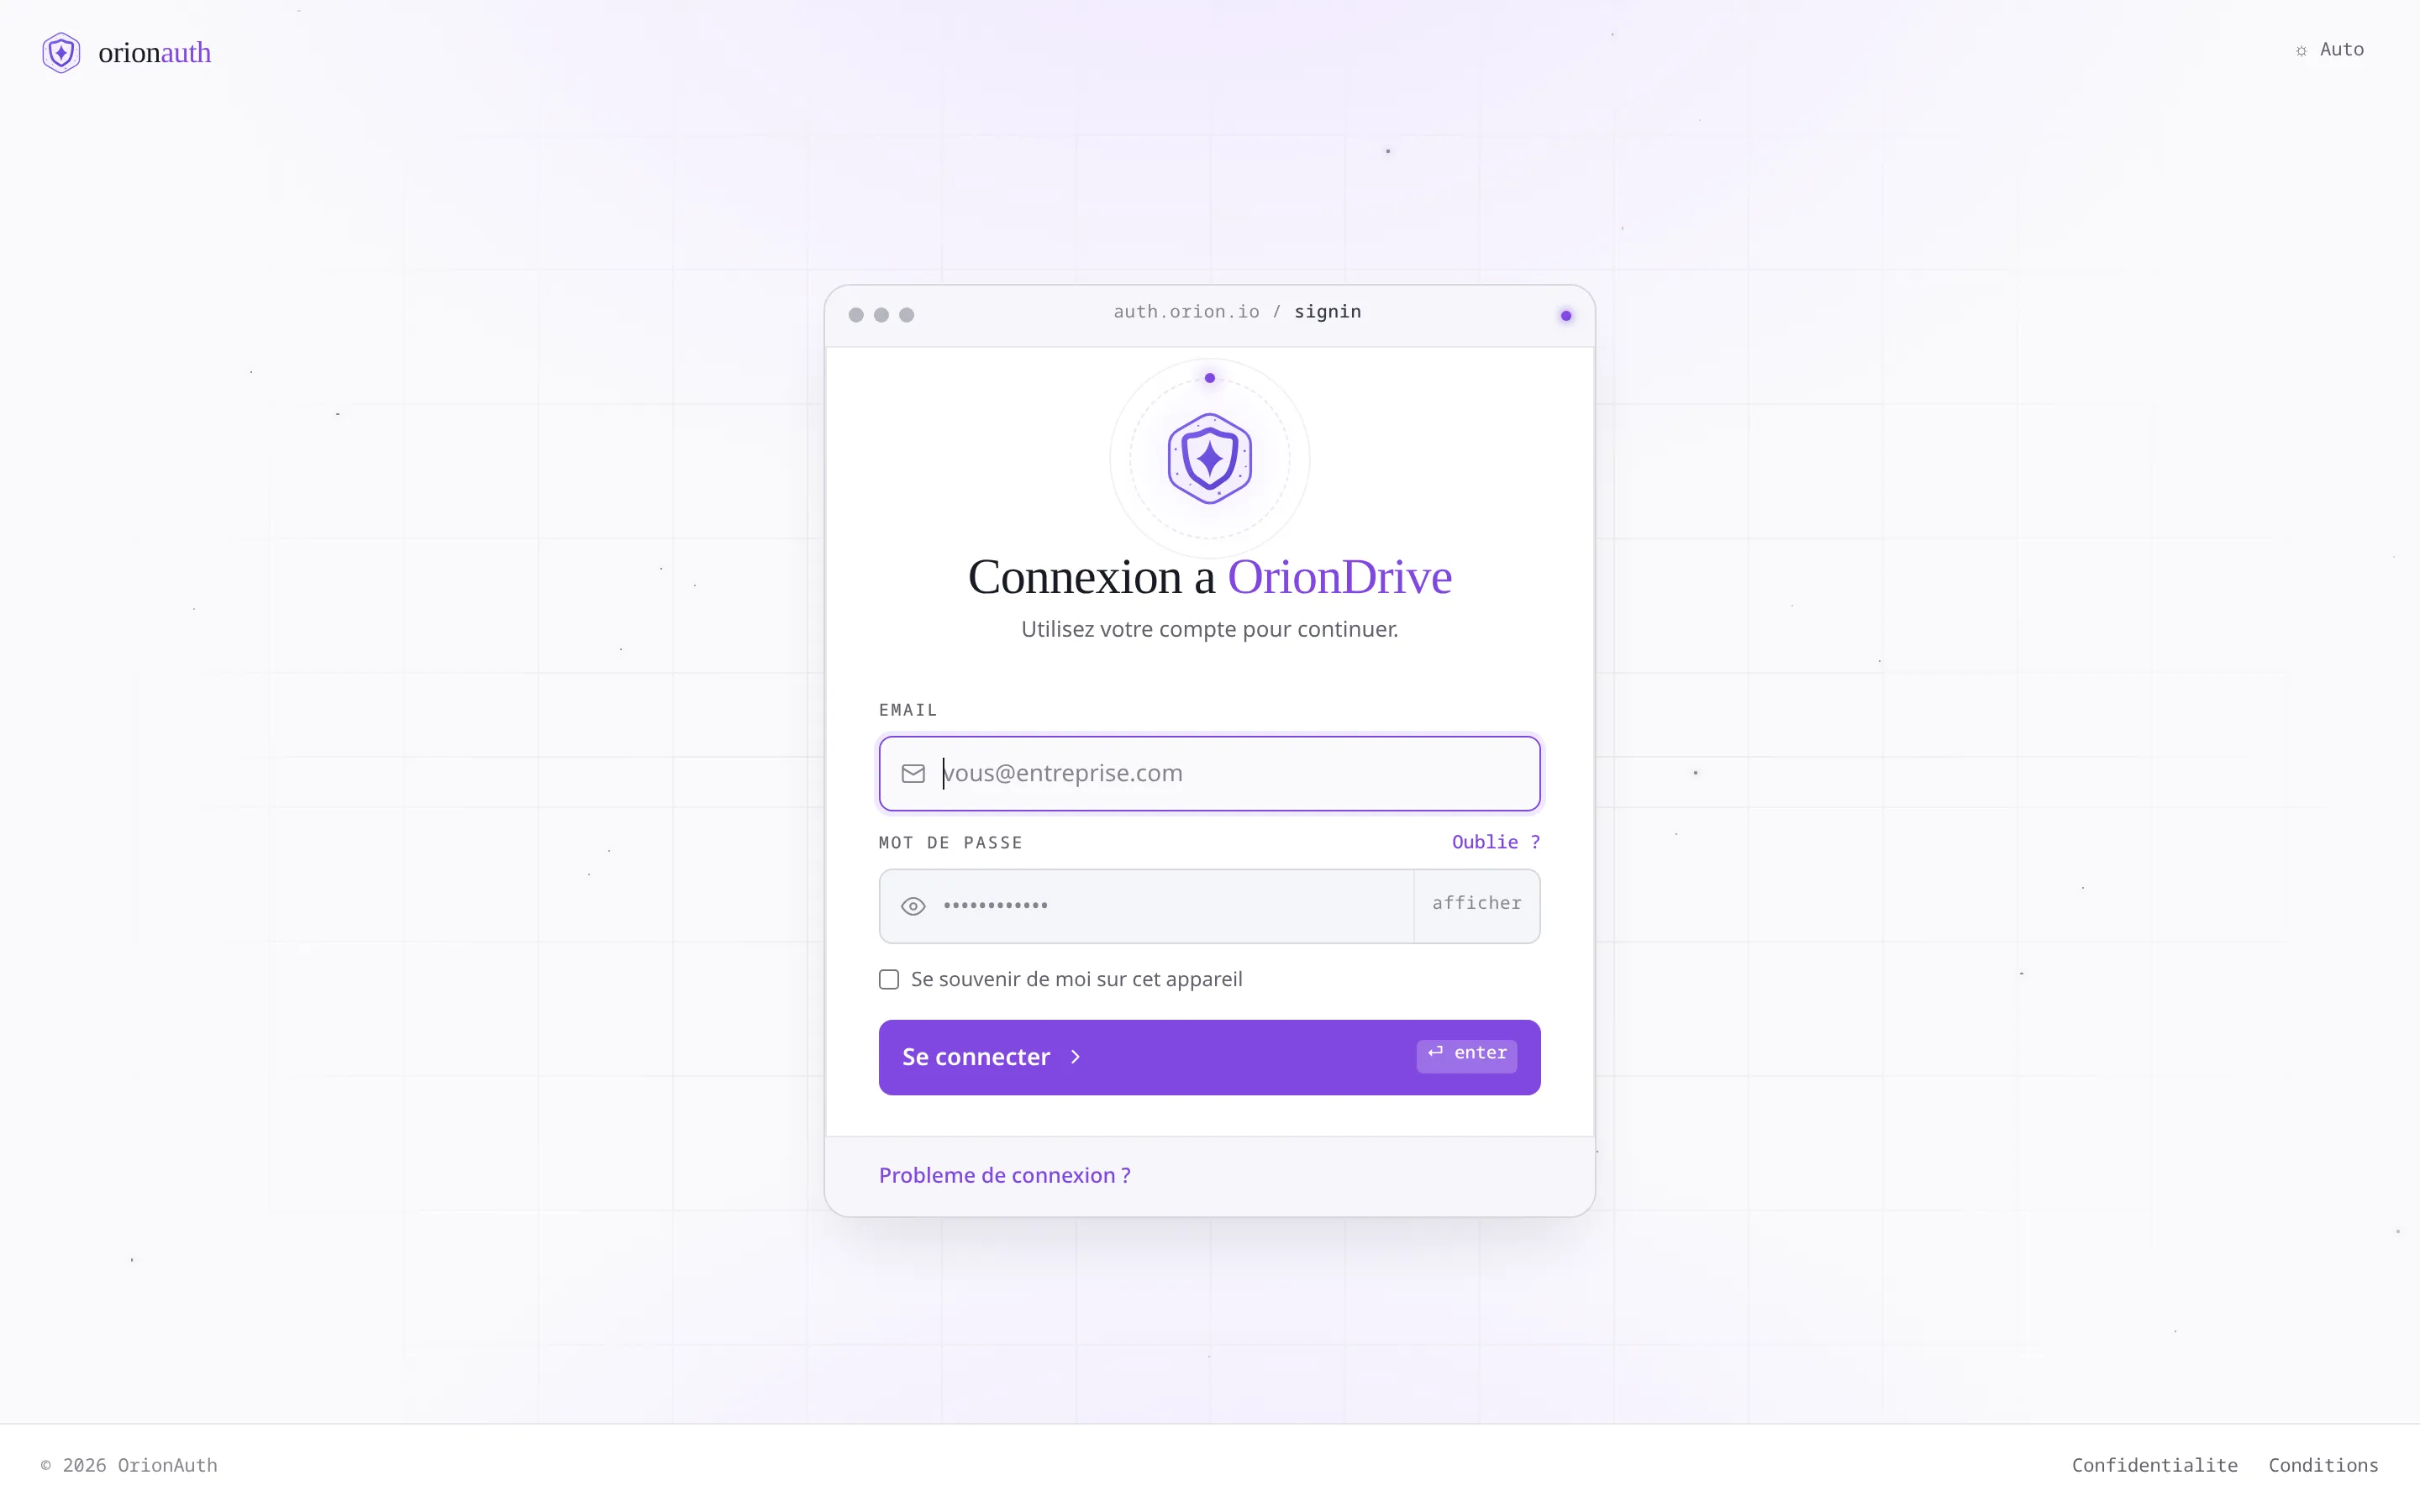 orionauth
☼ Auto
auth.orion.io / signin
Connexion a OrionDrive
Utilisez votre compte pour continuer.
EMAIL
vous@entreprise.com
MOT DE PASSE
Oublie ?
••••••••••••
afficher
Se souvenir de moi sur cet appareil
Se connecter
⏎ enter
Probleme de connexion ?
© 2026 OrionAuth
Confidentialite
Conditions